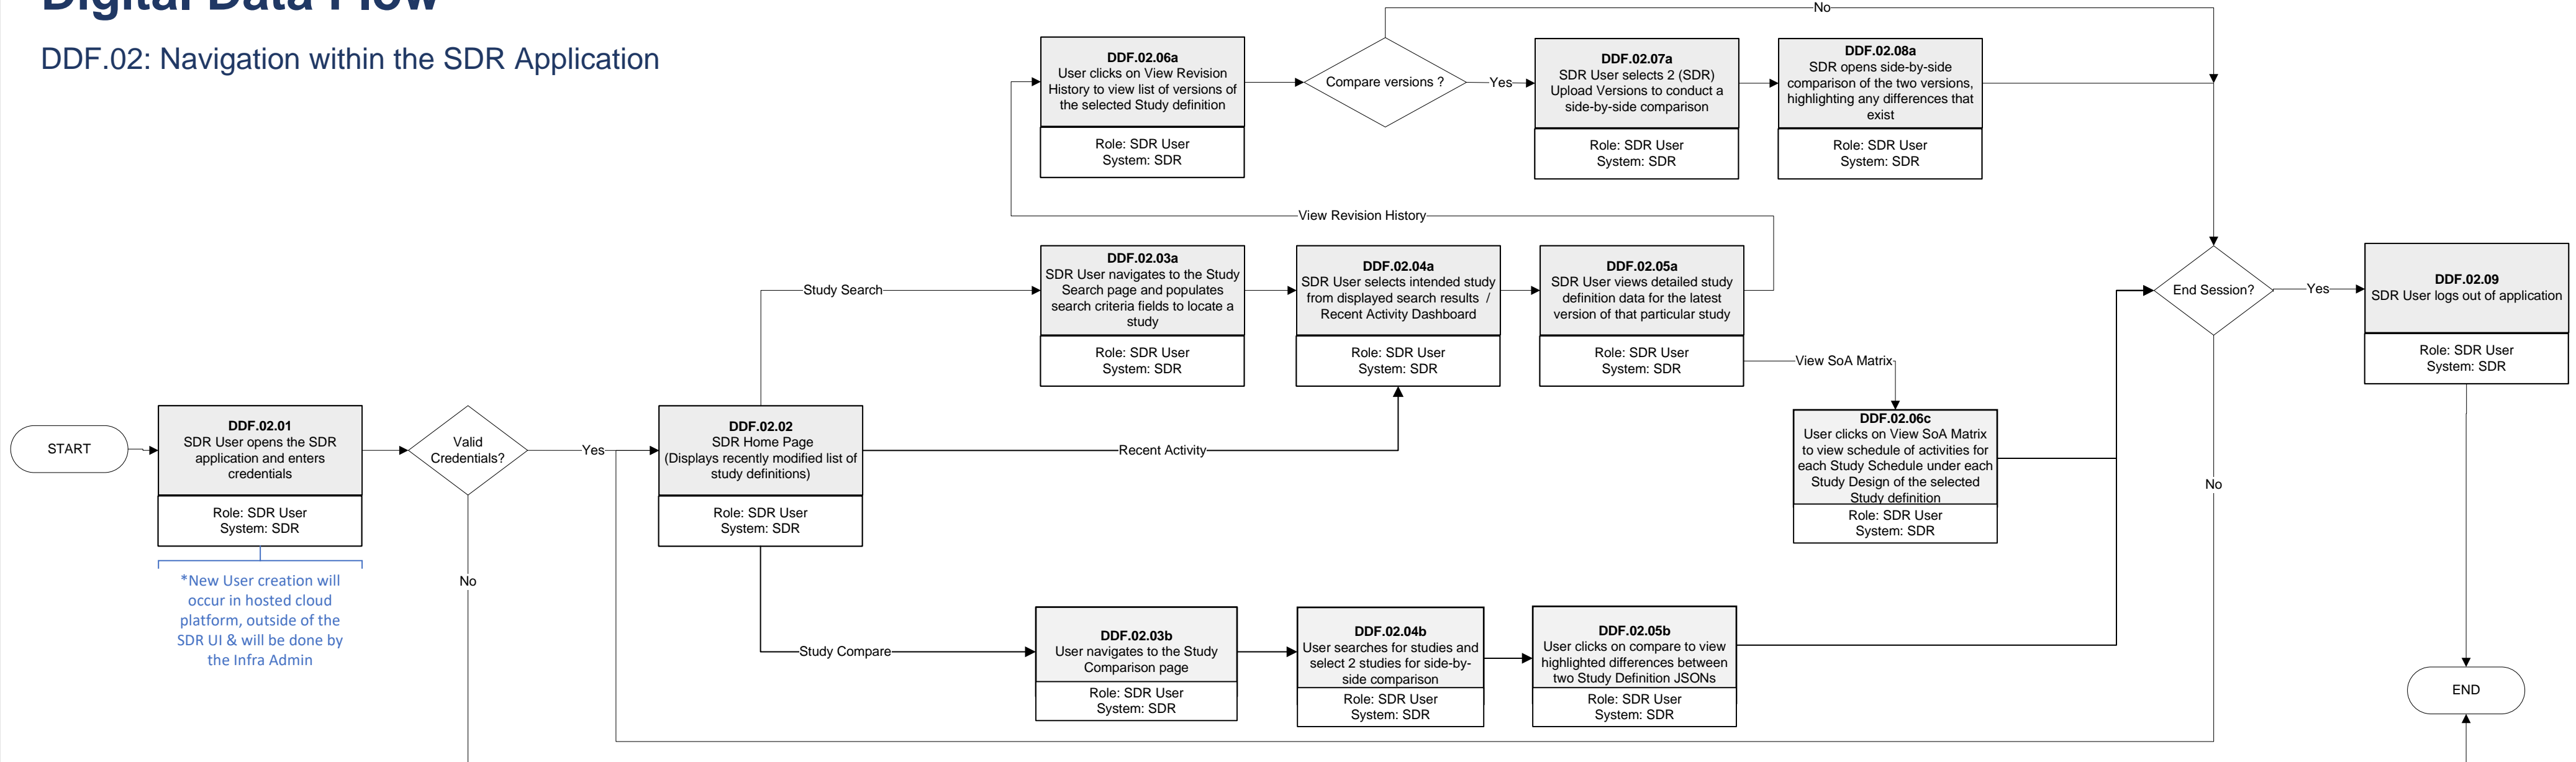 Digital Data Flow
DDF.02: Navigation within the SDR Application
No
DDF.02.06a
User clicks on View Revision
History to view list of versions of
the selected Study definition
Role: SDR User
System: SDR
Compare versions ?
Yes
DDF.02.07a
SDR User selects 2 (SDR)
Upload Versions to conduct a
side-by-side comparison
Role: SDR User
System: SDR
DDF.02.08a
SDR opens side-by-side
comparison of the two versions,
highlighting any differences that
exist
Role: SDR User
System: SDR
View Revision History
Study Search
DDF.02.03a
SDR User navigates to the Study
Search page and populates
search criteria fields to locate a
study
Role: SDR User
System: SDR
DDF.02.04a
SDR User selects intended study
from displayed search results  /
Recent Activity Dashboard
Role: SDR User
System: SDR
DDF.02.05a
SDR User views detailed study
definition data for the latest
version of that particular study
Role: SDR User
System: SDR
View SoA Matrix
End Session?
Yes
DDF.02.09
SDR User logs out of application
Role: SDR User
System: SDR
START
DDF.02.01
SDR User opens the SDR
application and enters
credentials
Role: SDR User
System: SDR
*New User creation will
occur in hosted cloud
platform, outside of the
SDR UI & will be done by
the Infra Admin
Valid
Credentials?
Yes
No
DDF.02.02
SDR Home Page
(Displays recently modified list of
study definitions)
Role: SDR User
System: SDR
Recent Activity
DDF.02.06c
User clicks on View SoA Matrix
to view schedule of activities for
each Study Schedule under each
Study Design of the selected
Study definition
Role: SDR User
System: SDR
No
Study Compare
DDF.02.03b
User navigates to the Study
Comparison page
Role: SDR User
System: SDR
DDF.02.04b
User searches for studies and
select 2 studies for side-by-
side comparison
Role: SDR User
System: SDR
DDF.02.05b
User clicks on compare to view
highlighted differences between
two Study Definition JSONs
Role: SDR User
System: SDR
END